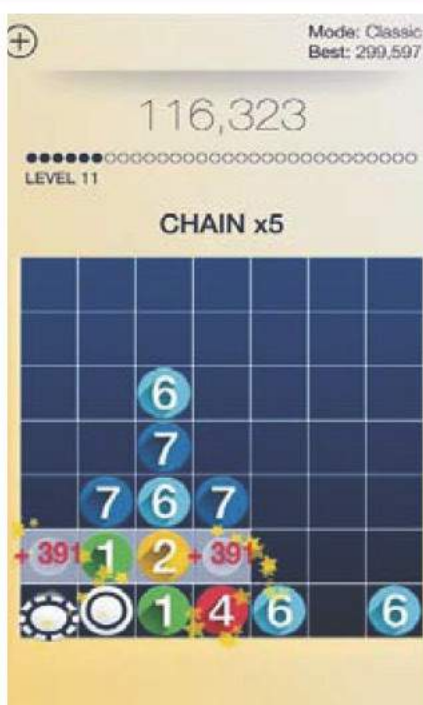 Mode: Classic
Best: 299,597
116,323
LEVEL 11
CHAIN x5
6
7
7 6 7
+ 391 1 2 + 391
1 4 6 6